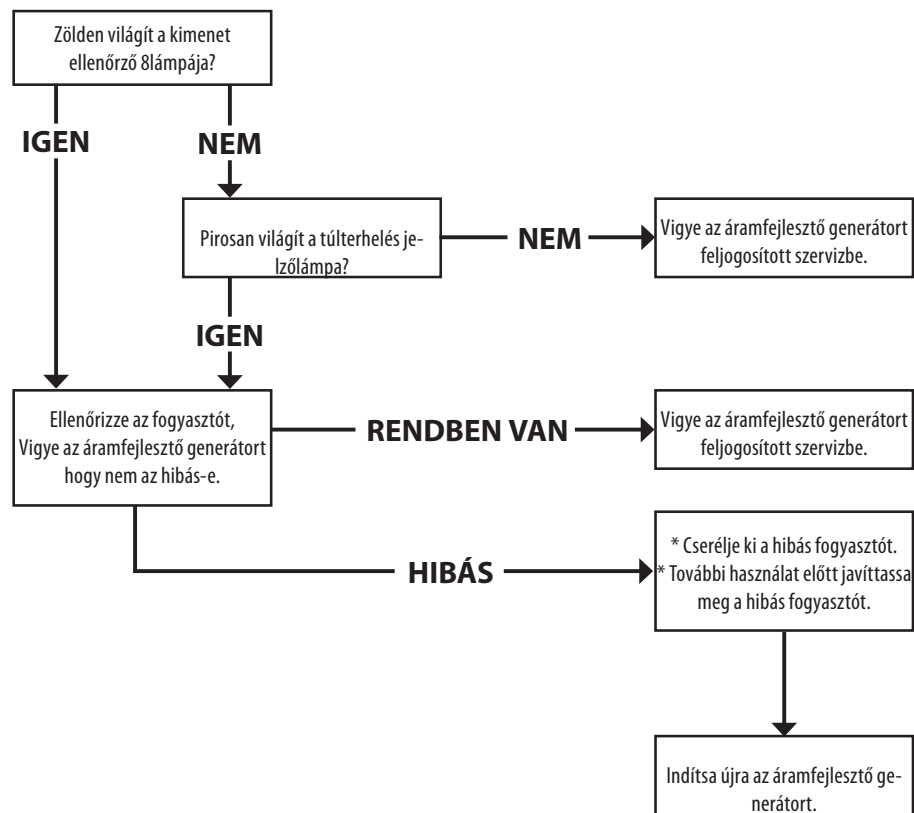 Zölden világít a kimenet
ellenőrző 8lámpája?
IGEN
NEM
Pirosan világít a túlterhelés je-
lzőlámpa?
NEM
Vigye az áramfejlesztő generátort
feljogosított szervizbe.
IGEN
Ellenőrizze az fogyasztót,
Vigye az áramfejlesztő generátort
hogy nem az hibás-e.
RENDBEN VAN
Vigye az áramfejlesztő generátort
feljogosított szervizbe.
HIBÁS
* Cserélje ki a hibás fogyasztót.
* További használat előtt javíttassa
meg a hibás fogyasztót.
Indítsa újra az áramfejlesztő ge-
nerátort.